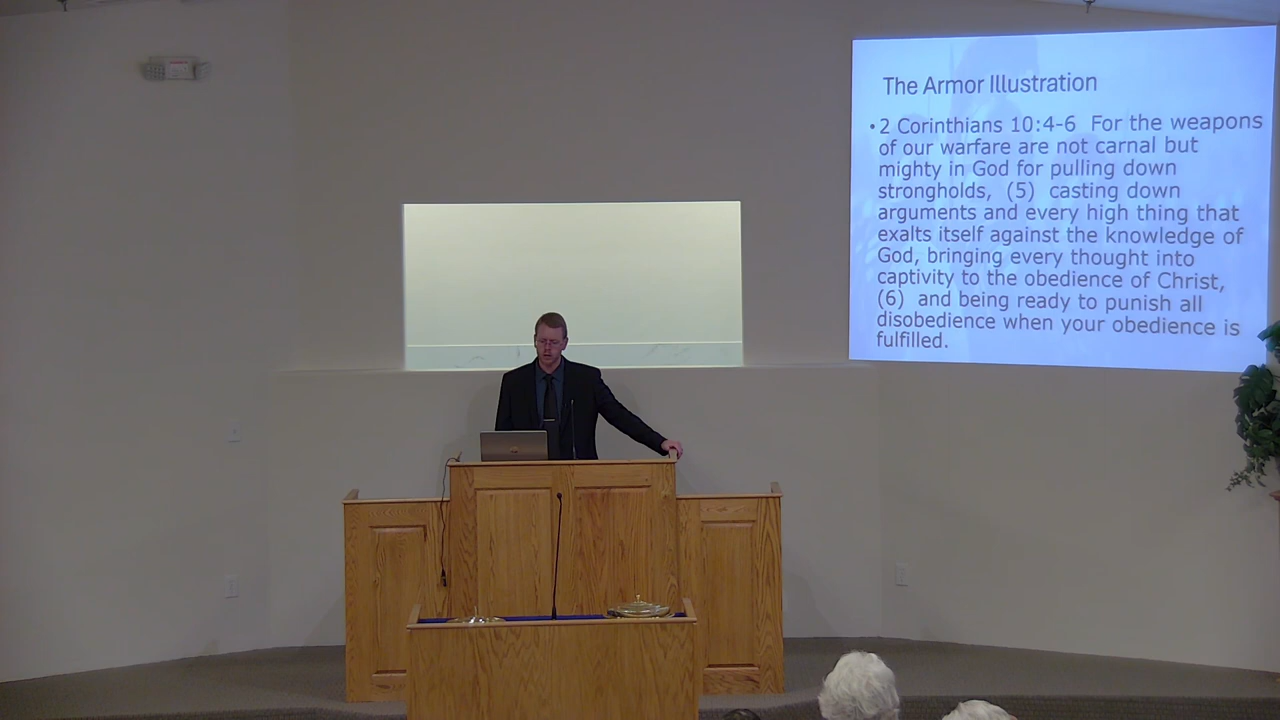 The Armor Illustration
• 2 Corinthians 10:4-6 For the weapons
of our warfare are not carnal but
mighty in God for pulling down
strongholds, (5) casting down
arguments and every high thing that
exalts itself against the knowledge of
God, bringing every thought into
captivity to the obedience of Christ,
(6) and being ready to punish all
disobedience when your obedience is
fulfilled.